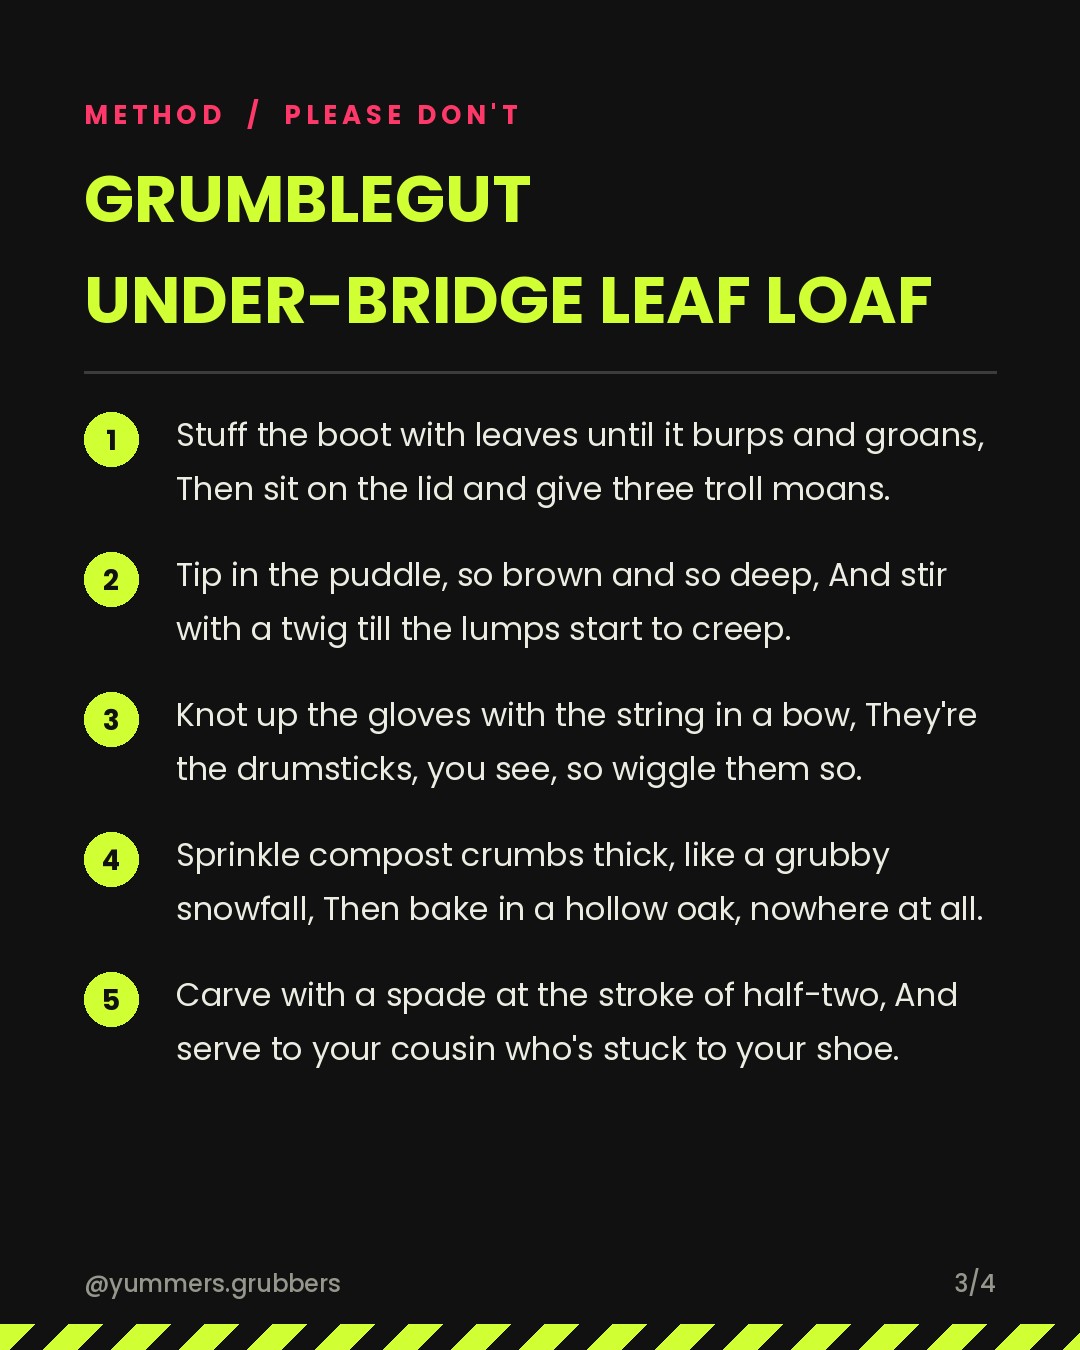 METHOD / PLEASE DON'T
GRUMBLEGUT
UNDER-BRIDGE LEAF LOAF
1 Stuff the boot with leaves until it burps and groans,
Then sit on the lid and give three troll moans.
2 Tip in the puddle, so brown and so deep, And stir
with a twig till the lumps start to creep.
3 Knot up the gloves with the string in a bow, They're
the drumsticks, you see, so wiggle them so.
4 Sprinkle compost crumbs thick, like a grubby
snowfall, Then bake in a hollow oak, nowhere at all.
5 Carve with a spade at the stroke of half-two, And
serve to your cousin who's stuck to your shoe.
@yummers.grubbers 3/4